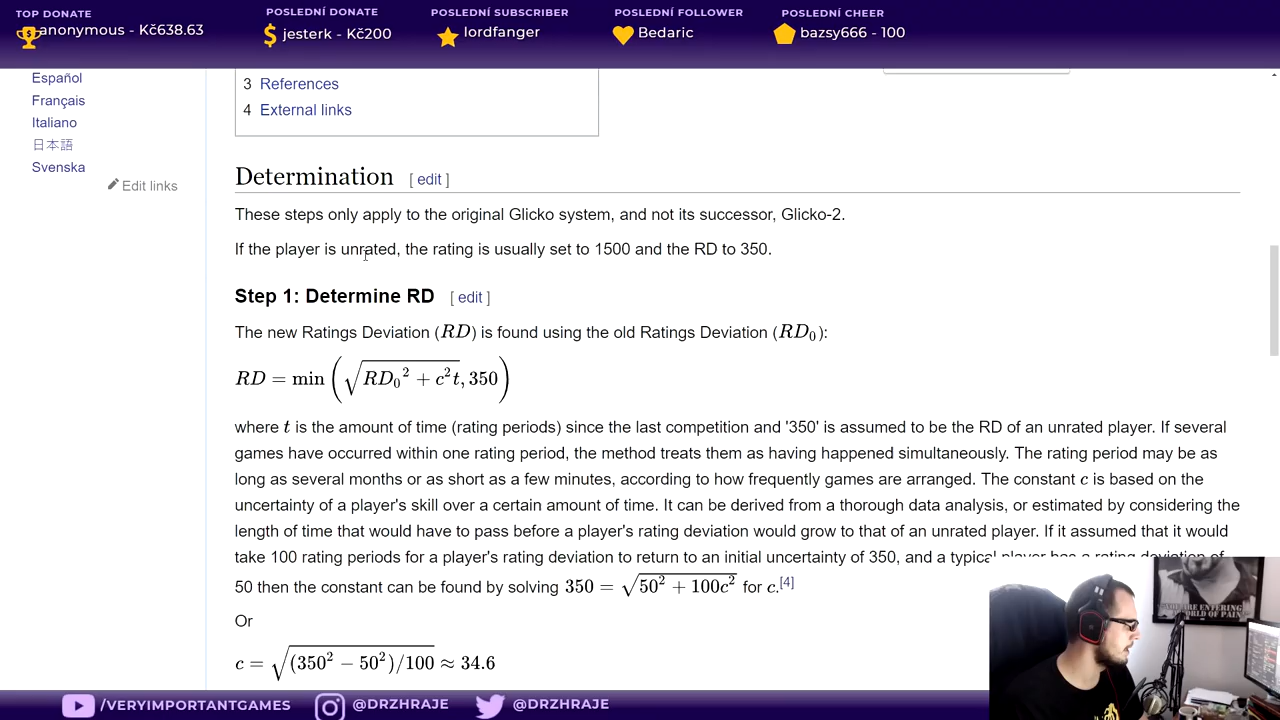 TOP DONATE
anonymous - Kč638.63
POSLEDNÍ DONATE
jesterk - Kč200
POSLEDNÍ SUBSCRIBER
lordfanger
POSLEDNÍ FOLLOWER
Bedaric
POSLEDNÍ CHEER
bazsy666 - 100
Español
Français
Italiano
日本語
Svenska
Edit links
3 References
4 External links
Determination [ edit ]
These steps only apply to the original Glicko system, and not its successor, Glicko-2.
If the player is unrated, the rating is usually set to 1500 and the RD to 350.
Step 1: Determine RD [ edit ]
The new Ratings Deviation (RD) is found using the old Ratings Deviation (RD₀):
RD = min (√(RD₀² + c²t), 350)
where t is the amount of time (rating periods) since the last competition and '350' is assumed to be the RD of an unrated player. If several
games have occurred within one rating period, the method treats them as having happened simultaneously. The rating period may be as
long as several months or as short as a few minutes, according to how frequently games are arranged. The constant c is based on the
uncertainty of a player's skill over a certain amount of time. It can be derived from a thorough data analysis, or estimated by considering the
length of time that would have to pass before a player's rating deviation would grow to that of an unrated player. If it assumed that it would
take 100 rating periods for a player's rating deviation to return to an initial uncertainty of 350, and a typical player has a rating deviation of
50 then the constant can be found by solving 350 = √(50² + 100c²) for c.[4]
Or
c = √((350² − 50²)/100) ≈ 34.6
YOU ARE ENTERING
WORLD OF PAIN
/VERYIMPORTANTGAMES
@DRZHRAJE
@DRZHRAJE